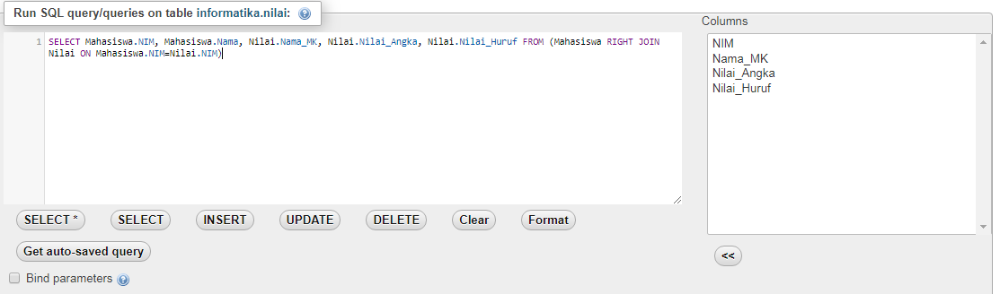 Run SQL query/queries on table informatika.nilai:
Columns
1 SELECT Mahasiswa.NIM, Mahasiswa.Nama, Nilai.Nama_MK, Nilai.Nilai_Angka, Nilai.Nilai_Huruf FROM (Mahasiswa RIGHT JOIN
Nilai ON Mahasiswa.NIM=Nilai.NIM)
NIM
Nama_MK
Nilai_Angka
Nilai_Huruf
SELECT * SELECT INSERT UPDATE DELETE Clear Format
Get auto-saved query
<<
Bind parameters